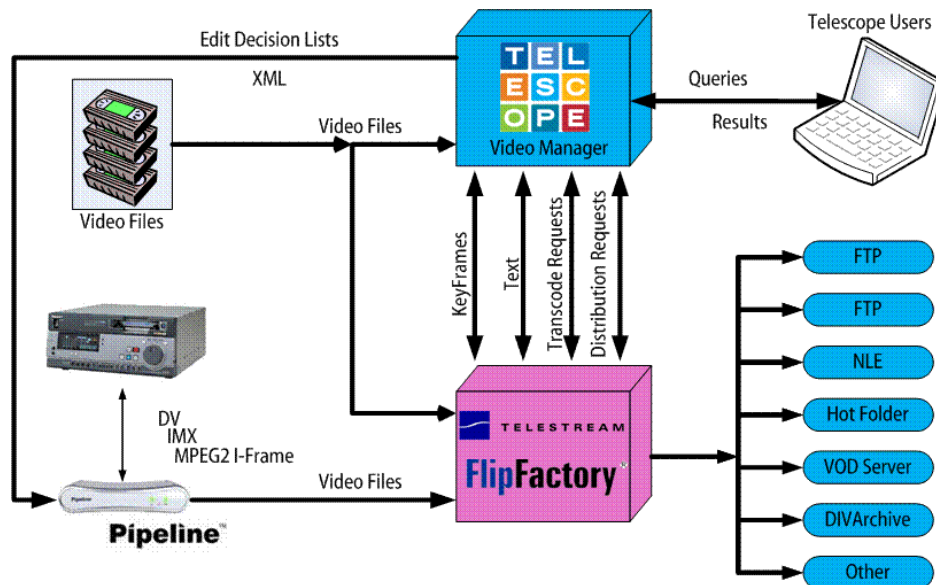 Edit Decision Lists
XML
Telescope Users
TEL
ESC
OPE
Video Manager
Queries
Results
Video Files
Video Files
KeyFrames
Text
Transcode Requests
Distribution Requests
FTP
FTP
NLE
Hot Folder
VOD Server
DIVArchive
Other
DV
IMX
MPEG2 I-Frame
TELESTREAM
FlipFactory
Video Files
Pipeline
Pipeline™